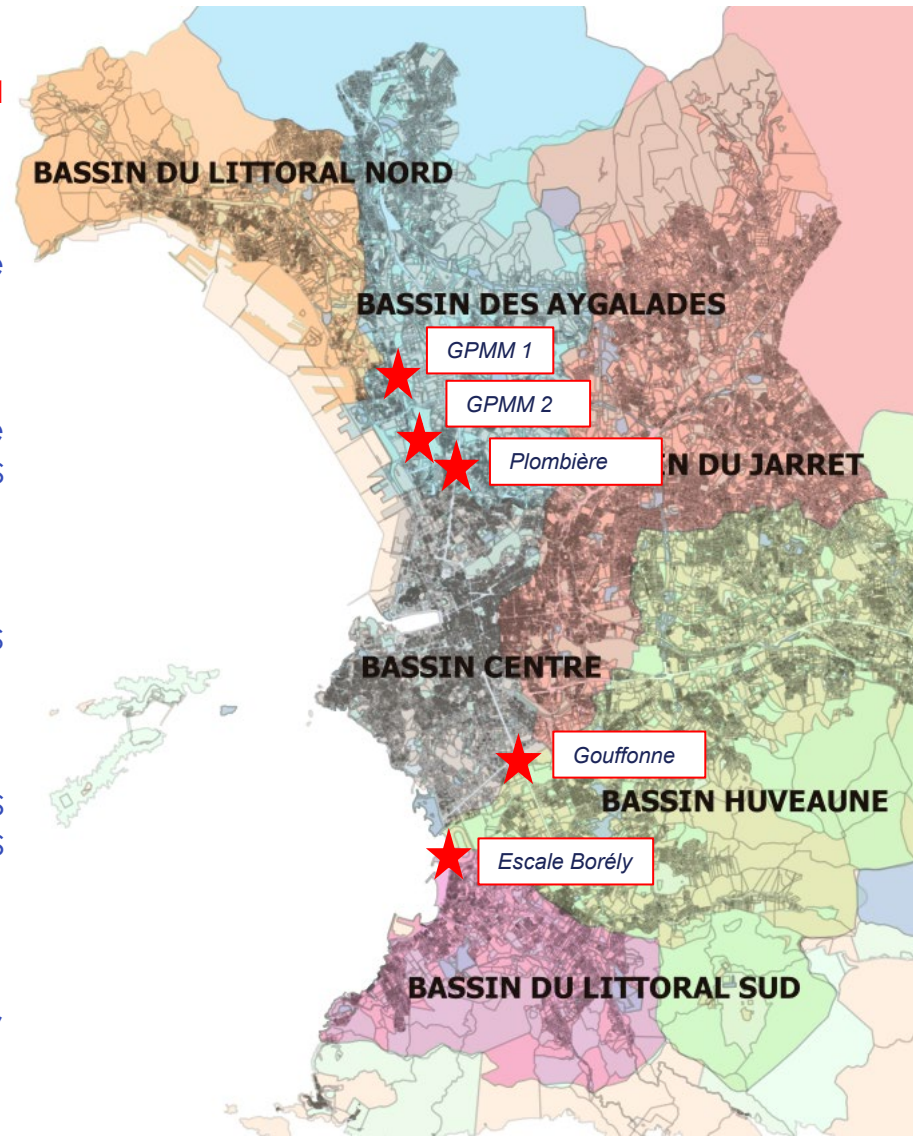 BASSIN DU LITTORAL NORD
BASSIN DES AYGALADES
GPMM 1
GPMM 2
Plombière
N DU JARRET
BASSIN CENTRE
Gouffonne
BASSIN HUVEAUNE
Escale Borély
BASSIN DU LITTORAL SUD